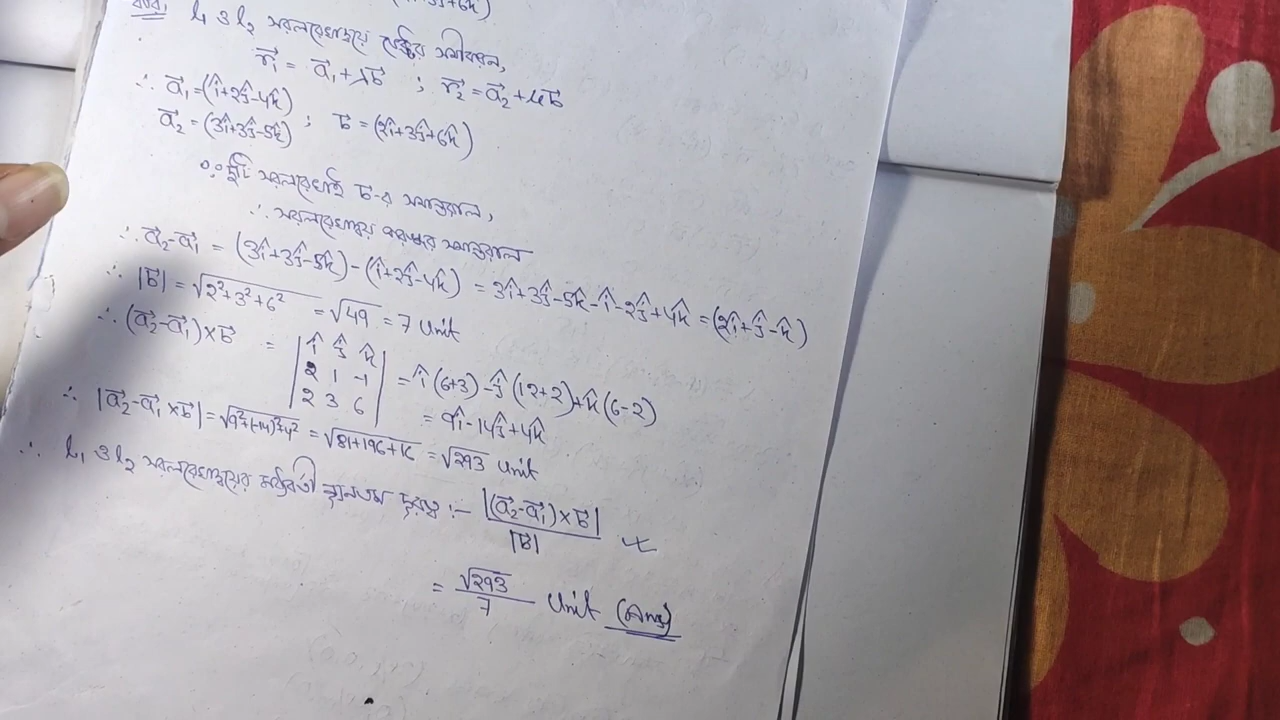 l₁ ও l₂ সরলরেখাদ্বয়ে ভেক্টর সমীকরণ,
r⃗₁ = a⃗₁ + λb⃗ ; r⃗₂ = a⃗₂ + μb⃗
∴ a⃗₁ = (î+2ĵ-4k̂)
a⃗₂ = (3î+3ĵ-5k̂) ; b⃗ = (2î+3ĵ+6k̂)
∵ দুটি সরলরেখাই b⃗-র সমান্তরাল,
∴ সরলরেখাদ্বয় পরস্পর সমান্তরাল
∴ a⃗₂-a⃗₁ = (3î+3ĵ-5k̂) - (î+2ĵ-4k̂) = 3î+3ĵ-5k̂-î-2ĵ+4k̂ = (2î+ĵ-k̂)
∴ |b⃗| = √2²+3²+6² = √49 = 7 unit
∴ (a⃗₂-a⃗₁)×b⃗ = | î ĵ k̂ | = î(6+3) -ĵ(12+2)+k̂(6-2)
| 2 1 -1 |
| 2 3 6 | = 9î-14ĵ+4k̂
∴ |a⃗₂-a⃗₁ ×b⃗| = √9²+(-14)²+4² = √81+196+16 = √293 unit
∴ l₁ ও l₂ সরলরেখাদ্বয়ের মধ্যবর্তী ন্যূনতম দূরত্ব :- |(a⃗₂-a⃗₁)×b⃗| / |b⃗|
= √293 / 7 unit (Ans)